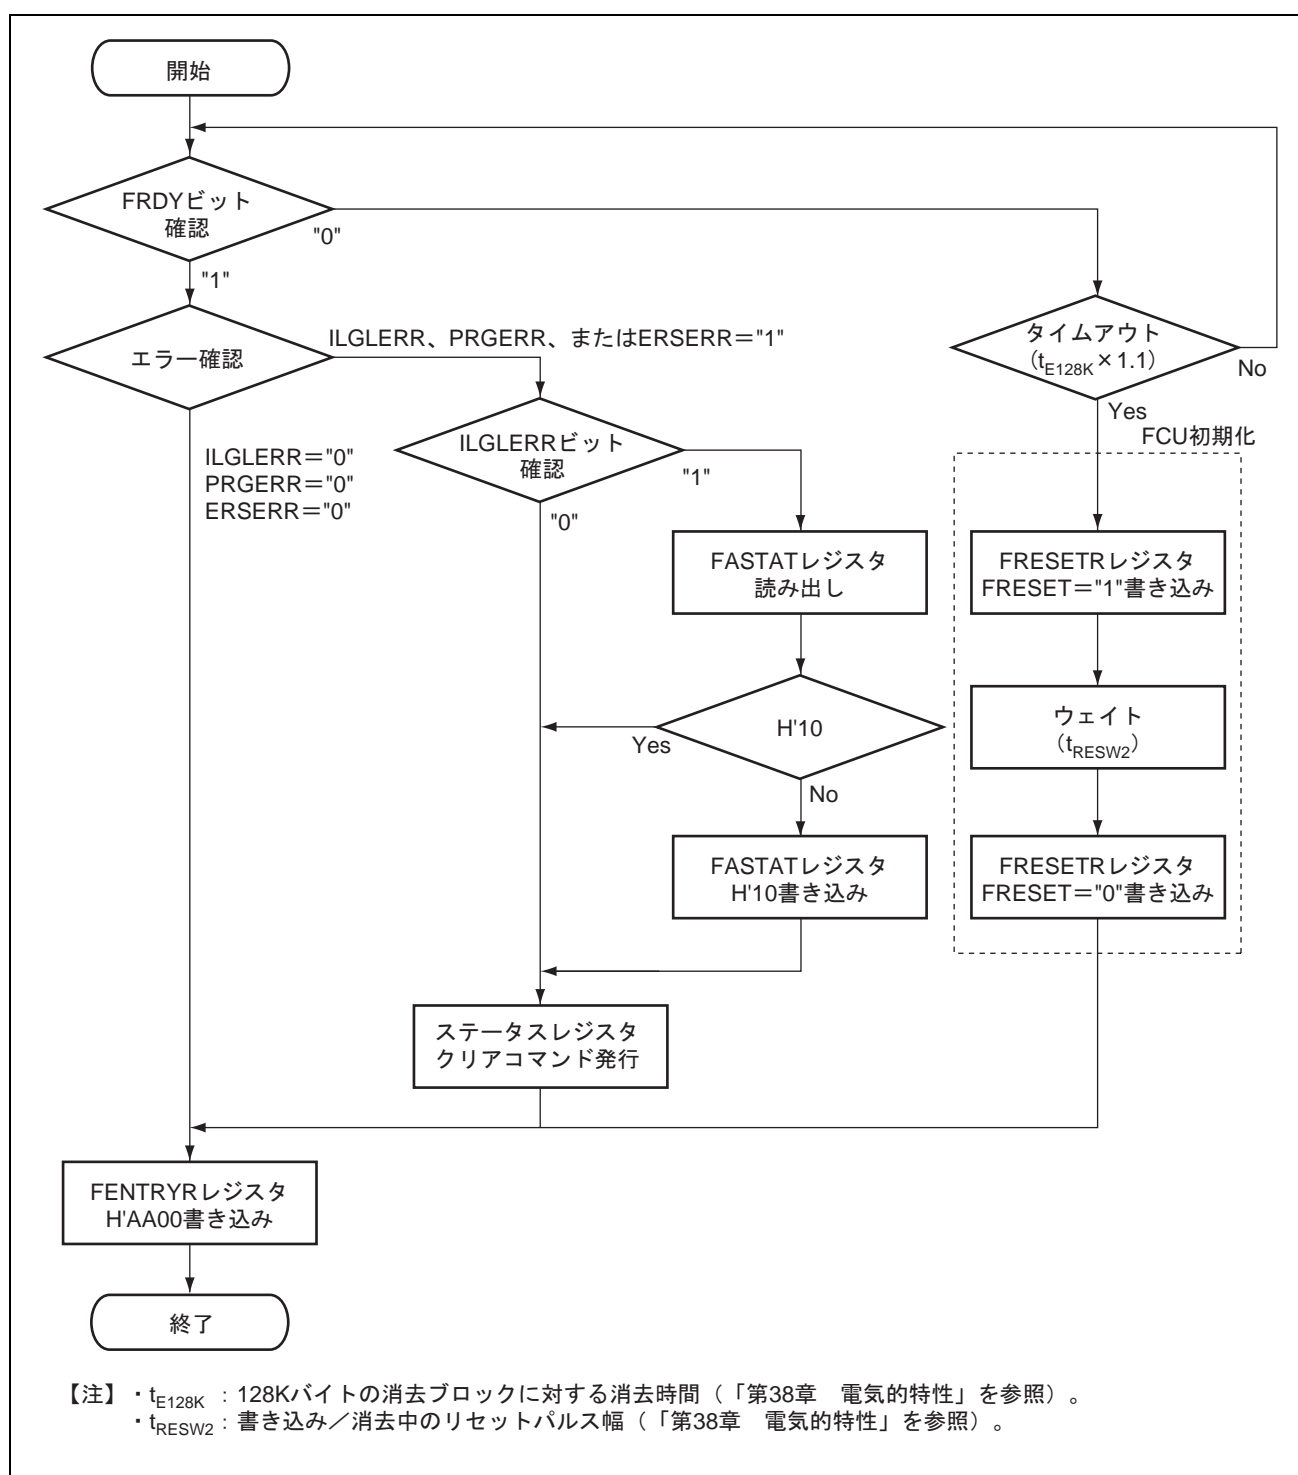 開始
FRDYビット
確認
"0"
"1"
エラー確認
ILGLERR、PRGERR、またはERSERR＝"1"
タイムアウト
（tE128K×1.1）
No
Yes
FCU初期化
ILGLERR＝"0"
PRGERR＝"0"
ERSERR＝"0"
ILGLERRビット
確認
"1"
"0"
FASTATレジスタ
読み出し
FRESETRレジスタ
FRESET＝"1"書き込み
H'10
Yes
No
ウェイト
（tRESW2）
FASTATレジスタ
H'10書き込み
FRESETRレジスタ
FRESET＝"0"書き込み
ステータスレジスタ
クリアコマンド発行
FENTRYRレジスタ
H'AA00書き込み
終了
【注】・tE128K ：128Kバイトの消去ブロックに対する消去時間（「第38章　電気的特性」を参照）。
・tRESW2：書き込み／消去中のリセットパルス幅（「第38章　電気的特性」を参照）。